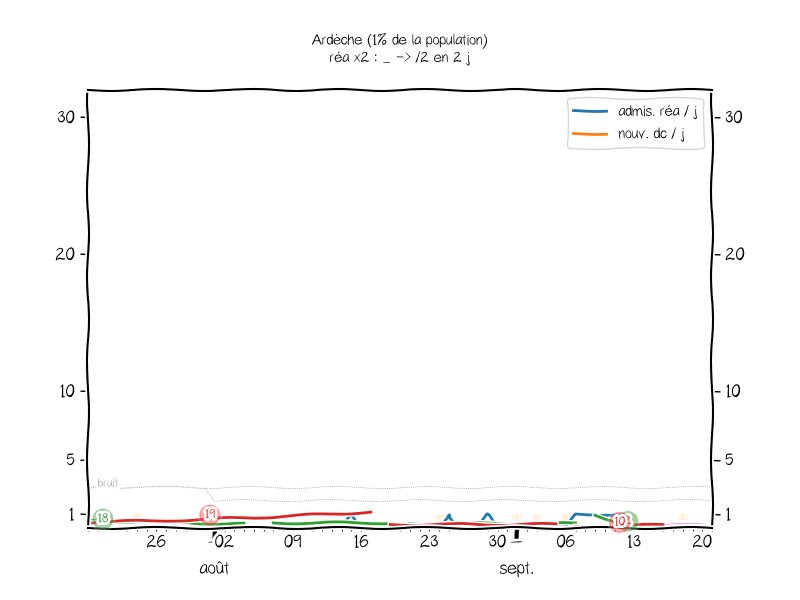 Ardèche (1% de la population)
réa x2 : _ -> /2 en 2 j
admis. réa / j
nouv. dc / j
30 30
20 20
10 10
5 5
bruit
1 1
18 19 10
26 02 09 16 23 30 06 13 20
août sept.